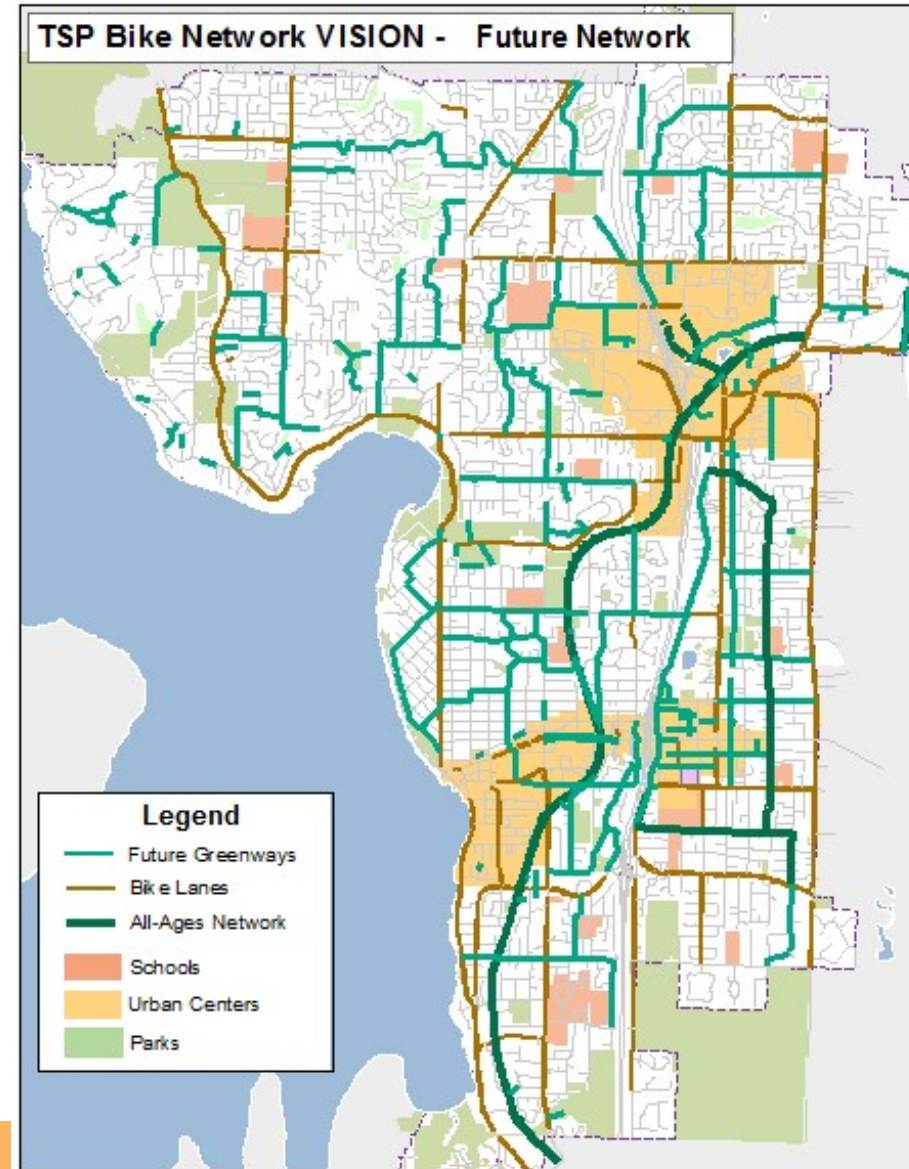 TSP Bike Network VISION - Future Network
Legend
Future Greenways
Bike Lanes
All-Ages Network
Schools
Urban Centers
Parks